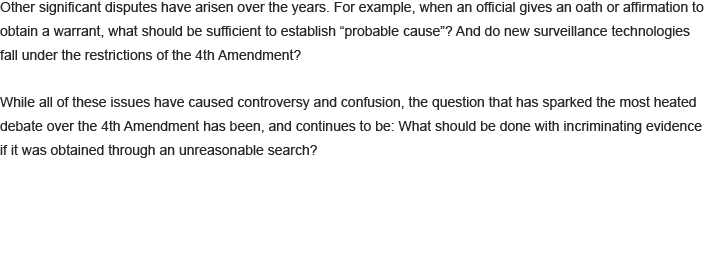 Other significant disputes have arisen over the years. For example, when an official gives an oath or affirmation to
obtain a warrant, what should be sufficient to establish “probable cause”? And do new surveillance technologies
fall under the restrictions of the 4th Amendment?
While all of these issues have caused controversy and confusion, the question that has sparked the most heated
debate over the 4th Amendment has been, and continues to be: What should be done with incriminating evidence
if it was obtained through an unreasonable search?